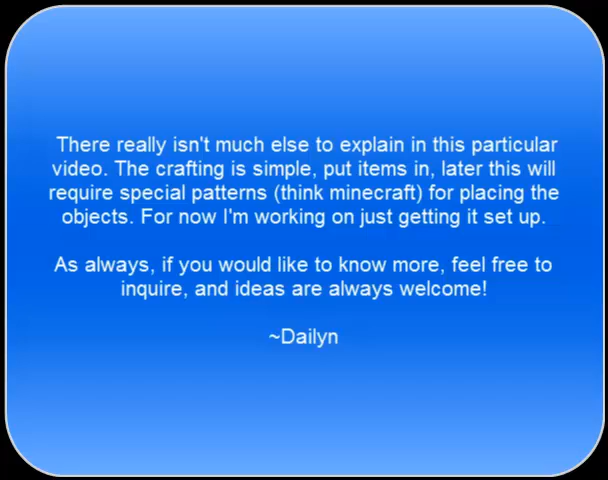 There really isn't much else to explain in this particular
video. The crafting is simple, put items in, later this will
require special patterns (think minecraft) for placing the
objects. For now I'm working on just getting it set up.
As always, if you would like to know more, feel free to
inquire, and ideas are always welcome!
~Dailyn